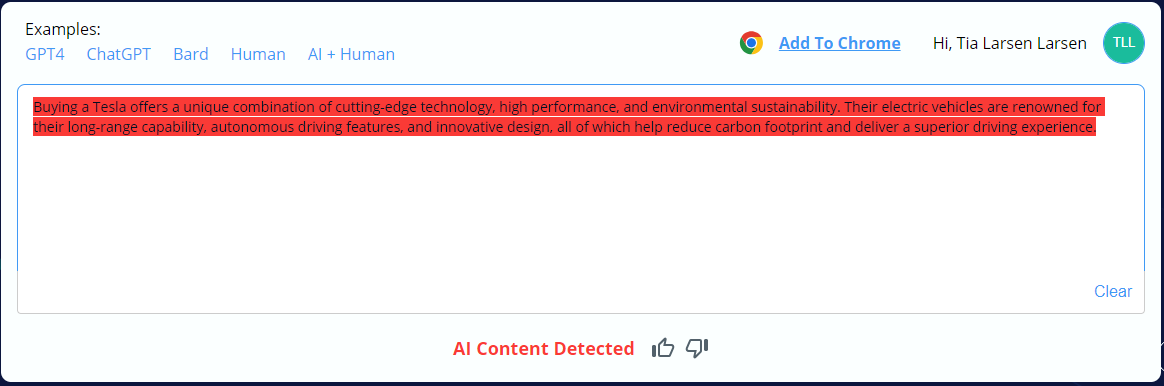 Examples:
GPT4 ChatGPT Bard Human AI + Human
Add To Chrome Hi, Tia Larsen Larsen TLL
Buying a Tesla offers a unique combination of cutting-edge technology, high performance, and environmental sustainability. Their electric vehicles are renowned for
their long-range capability, autonomous driving features, and innovative design, all of which help reduce carbon footprint and deliver a superior driving experience.
Clear
AI Content Detected